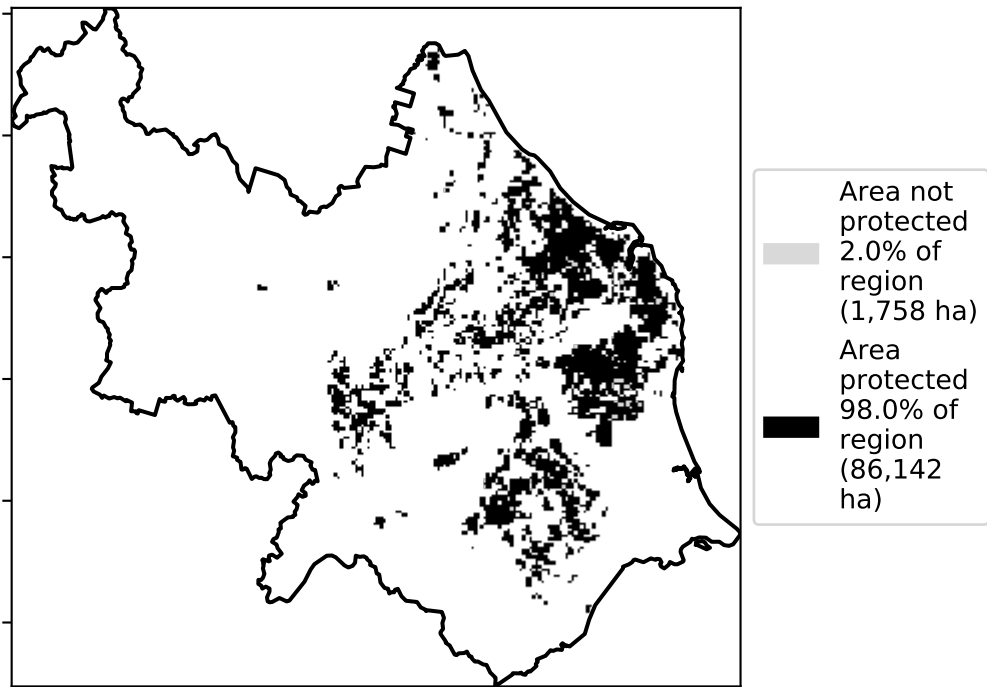 Area not
protected
2.0% of
region
(1,758 ha)
Area
protected
98.0% of
region
(86,142
ha)